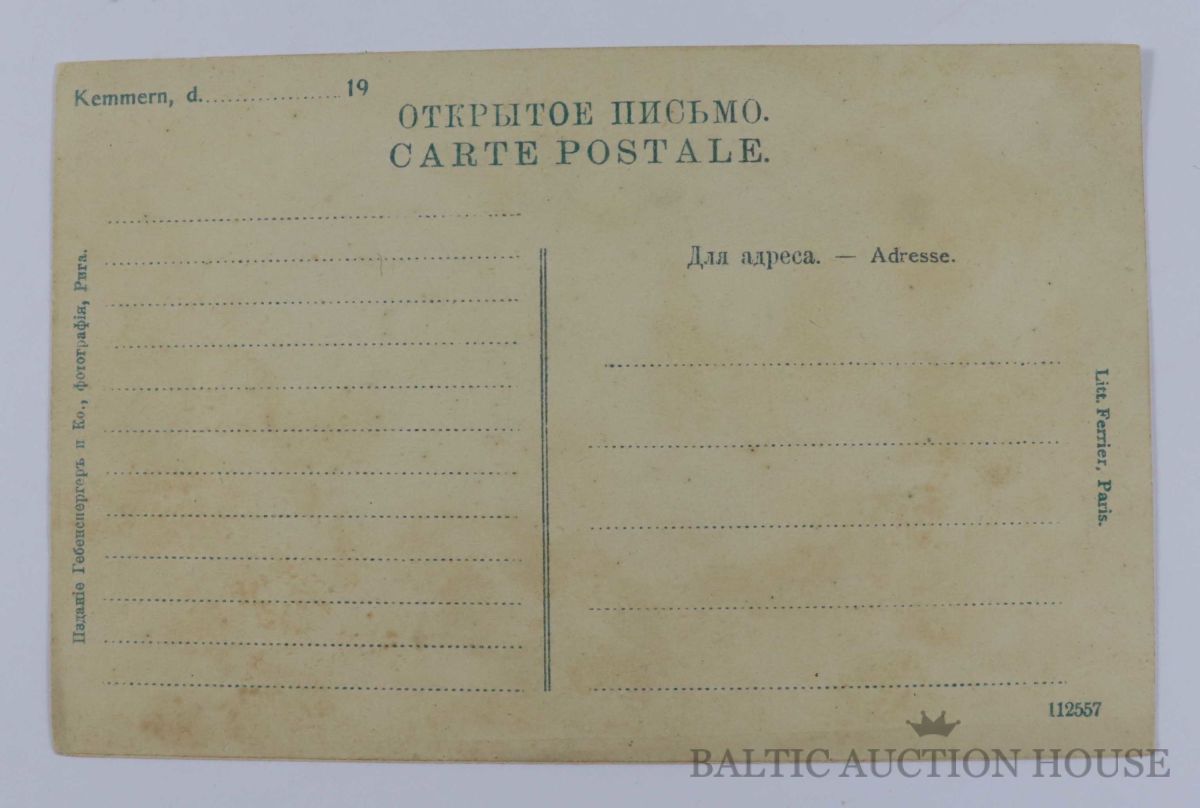 Kemmern, d. .................... 19
ОТКРЫТОЕ ПИСЬМО.
CARTE POSTALE.
Для адреса. — Adresse.
Изданіе Гебенспергеръ и Ко., фотографія, Рига.
Litt. Ferrier, Paris.
112557
BALTIC AUCTION HOUSE